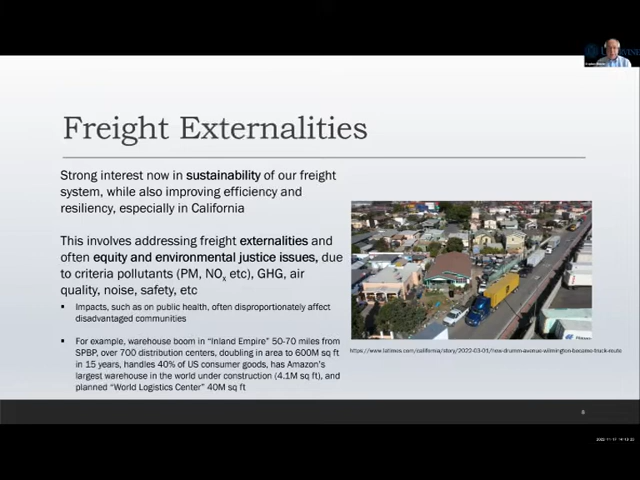 Freight Externalities
Strong interest now in sustainability of our freight
system, while also improving efficiency and
resiliency, especially in California
This involves addressing freight externalities and
often equity and environmental justice issues, due
to criteria pollutants (PM, NOx etc), GHG, air
quality, noise, safety, etc
▪ Impacts, such as on public health, often disproportionately affect
disadvantaged communities
▪ For example, warehouse boom in "Inland Empire" 50-70 miles from
SPBP, over 700 distribution centers, doubling in area to 600M sq ft
in 15 years, handles 40% of US consumer goods, has Amazon's
largest warehouse in the world under construction (4.1M sq ft), and
planned "World Logistics Center" 40M sq ft
https://www.latimes.com/california/story/2022-03-01/how-drumm-avenue-wilmington-became-truck-route
8